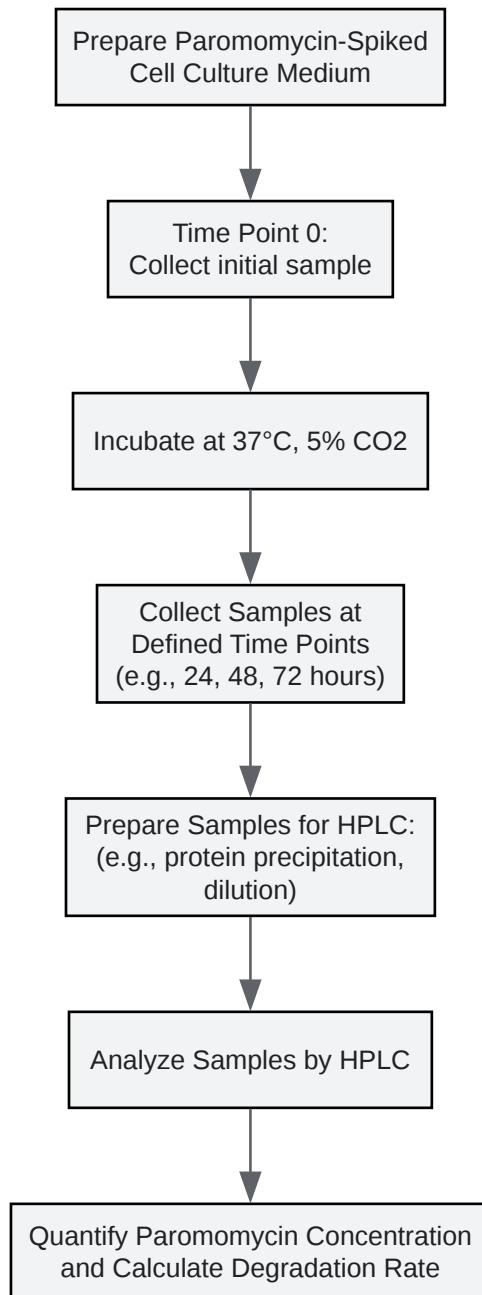 Prepare Paromomycin-Spiked
Cell Culture Medium
Time Point 0:
Collect initial sample
Incubate at 37°C, 5% CO2
Collect Samples at
Defined Time Points
(e.g., 24, 48, 72 hours)
Prepare Samples for HPLC:
(e.g., protein precipitation,
dilution)
Analyze Samples by HPLC
Quantify Paromomycin Concentration
and Calculate Degradation Rate